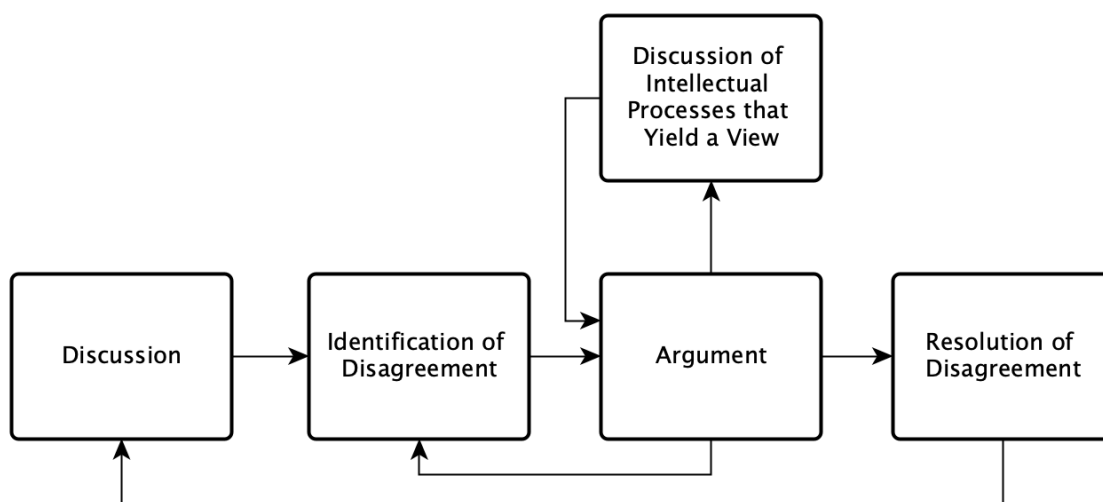 Discussion of
Intellectual
Processes that
Yield a View
Discussion
Identification of
Disagreement
Argument
Resolution of
Disagreement